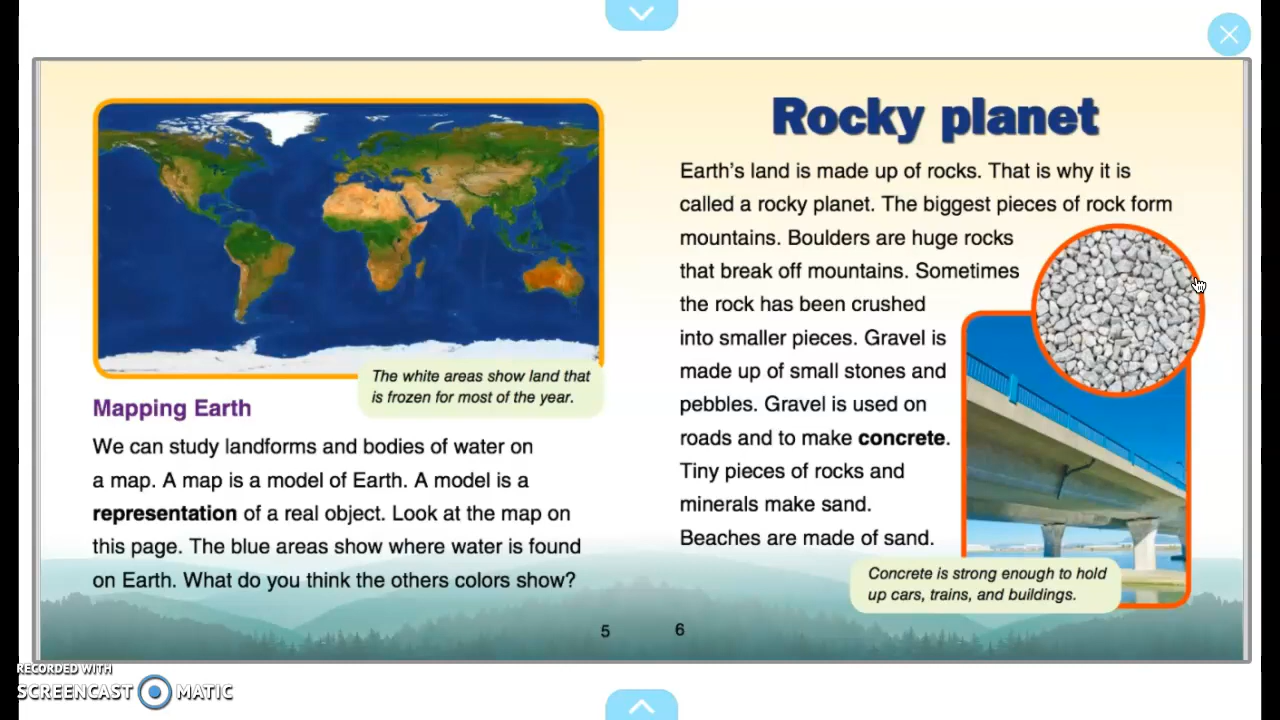 The white areas show land that
is frozen for most of the year.
Mapping Earth
We can study landforms and bodies of water on
a map. A map is a model of Earth. A model is a
representation of a real object. Look at the map on
this page. The blue areas show where water is found
on Earth. What do you think the others colors show?
5
Rocky planet
Earth's land is made up of rocks. That is why it is
called a rocky planet. The biggest pieces of rock form
mountains. Boulders are huge rocks
that break off mountains. Sometimes
the rock has been crushed
into smaller pieces. Gravel is
made up of small stones and
pebbles. Gravel is used on
roads and to make concrete.
Tiny pieces of rocks and
minerals make sand.
Beaches are made of sand.
Concrete is strong enough to hold
up cars, trains, and buildings.
6
RECORDED WITH
SCREENCAST MATIC